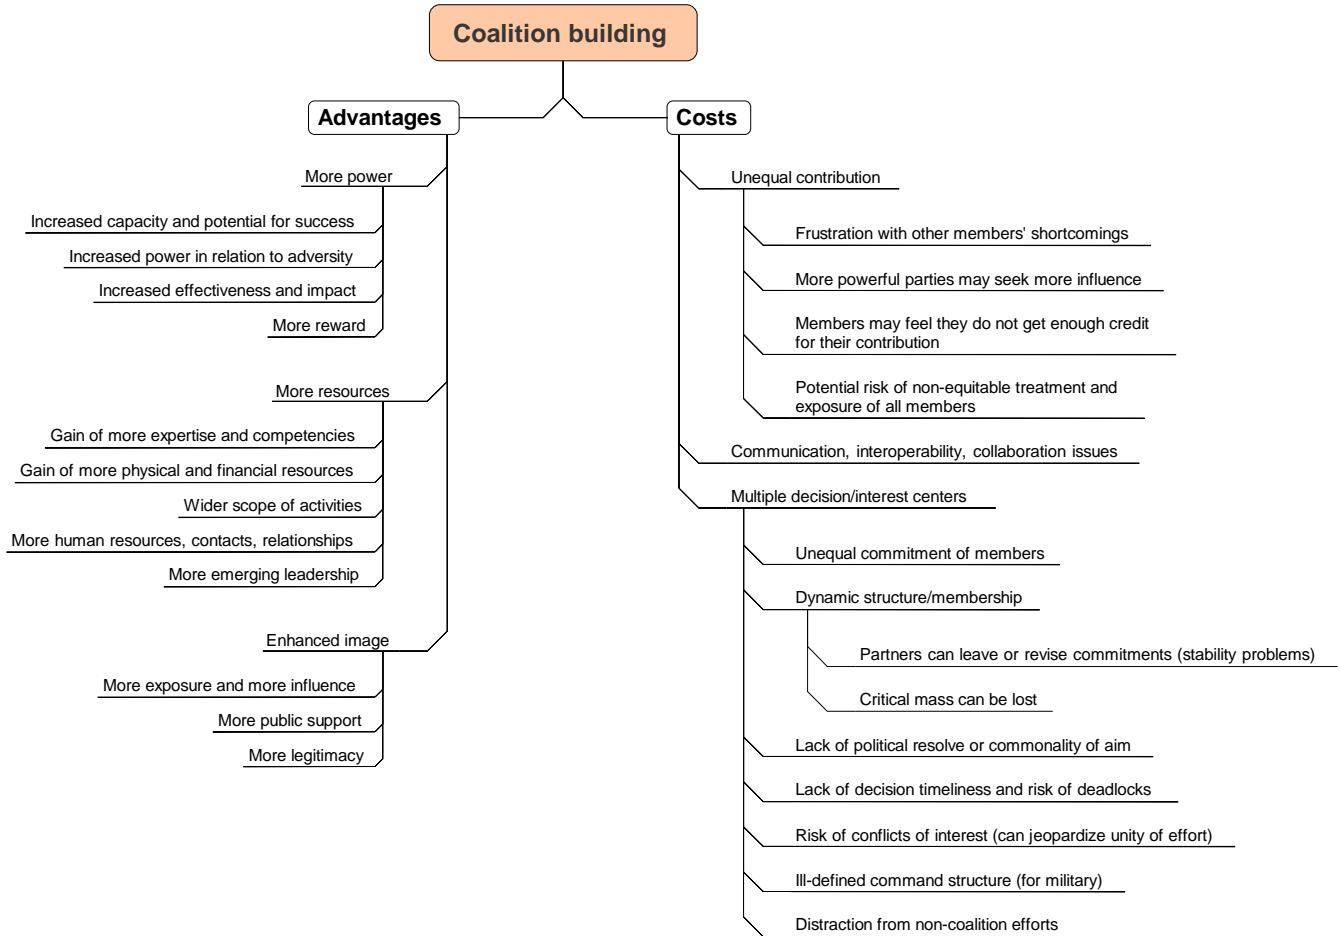 Coalition building
Advantages
More power
Increased capacity and potential for success
Increased power in relation to adversity
Increased effectiveness and impact
More reward
More resources
Gain of more expertise and competencies
Gain of more physical and financial resources
Wider scope of activities
More human resources, contacts, relationships
More emerging leadership
Enhanced image
More exposure and more influence
More public support
More legitimacy
Costs
Unequal contribution
Frustration with other members' shortcomings
More powerful parties may seek more influence
Members may feel they do not get enough credit
for their contribution
Potential risk of non-equitable treatment and
exposure of all members
Communication, interoperability, collaboration issues
Multiple decision/interest centers
Unequal commitment of members
Dynamic structure/membership
Partners can leave or revise commitments (stability problems)
Critical mass can be lost
Lack of political resolve or commonality of aim
Lack of decision timeliness and risk of deadlocks
Risk of conflicts of interest (can jeopardize unity of effort)
Ill-defined command structure (for military)
Distraction from non-coalition efforts